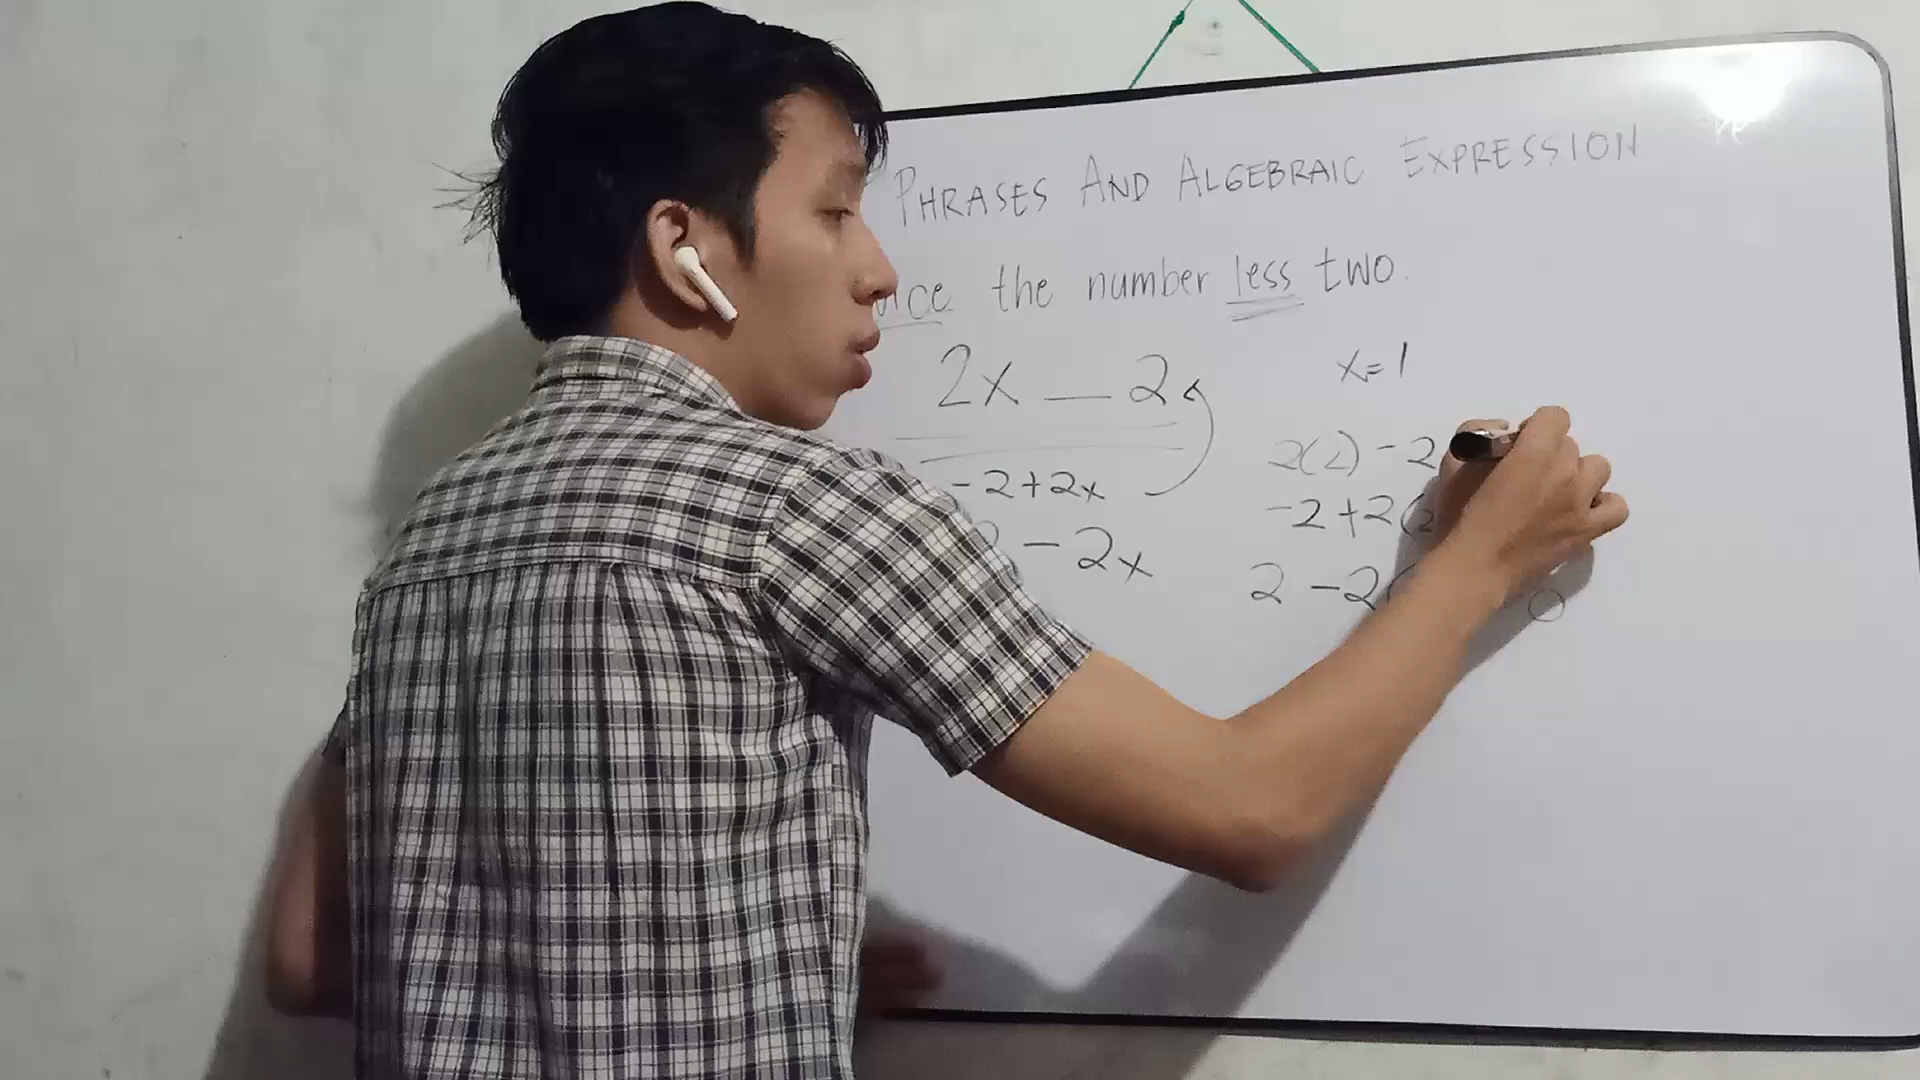 PHRASES AND ALGEBRAIC EXPRESSION
the number less two.
2x - 2
x=1
-2+2x
- 2x
2(2) - 2
-2+2(2
2 -2(